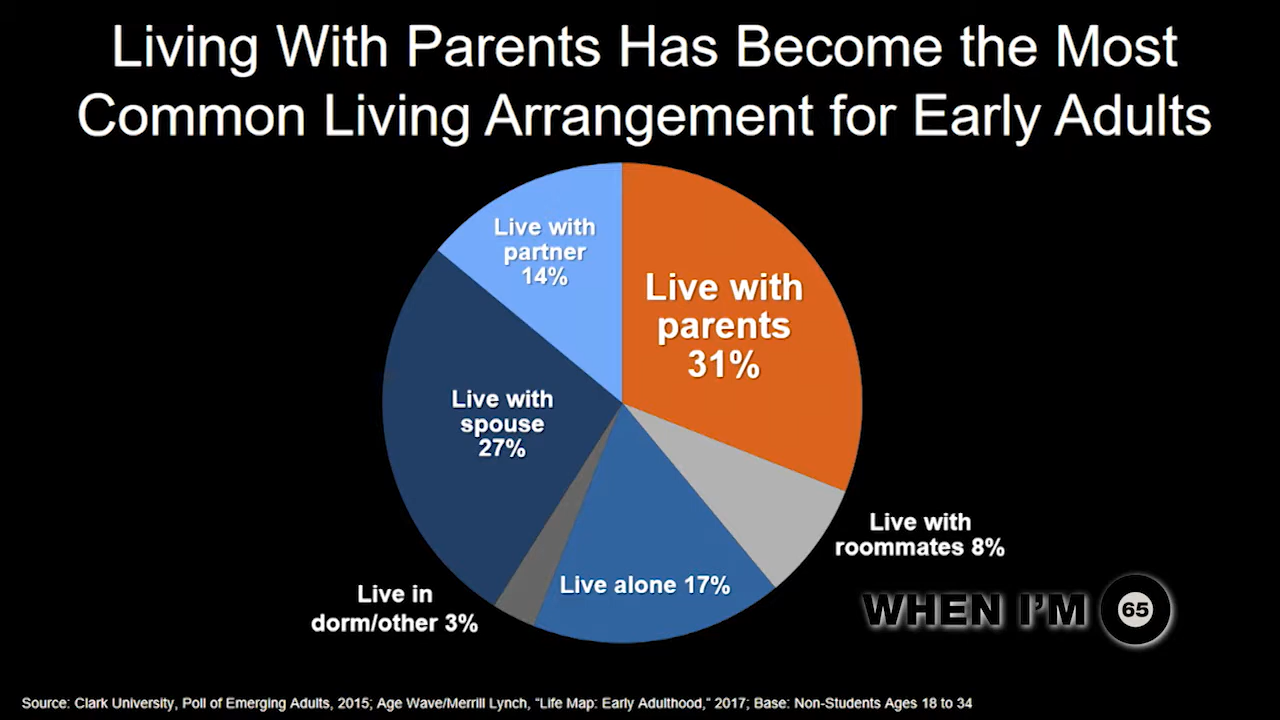 Living With Parents Has Become the Most
Common Living Arrangement for Early Adults
Live with
partner
14%
Live with
parents
31%
Live with
spouse
27%
Live with
roommates 8%
Live alone 17%
Live in
dorm/other 3%
WHEN I'M 65
Source: Clark University, Poll of Emerging Adults, 2015; Age Wave/Merrill Lynch, “Life Map: Early Adulthood,” 2017; Base: Non-Students Ages 18 to 34